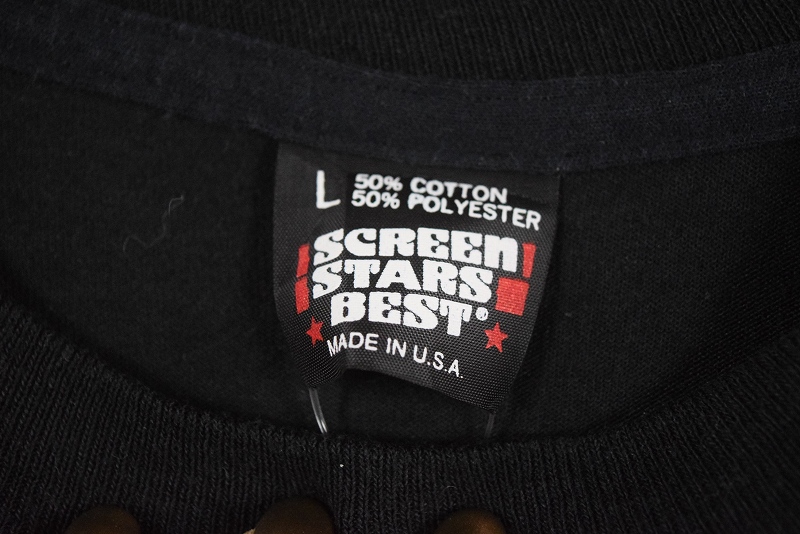 L
50% COTTON
50% POLYESTER
SCREEN
STARS
BEST®
MADE IN U.S.A.